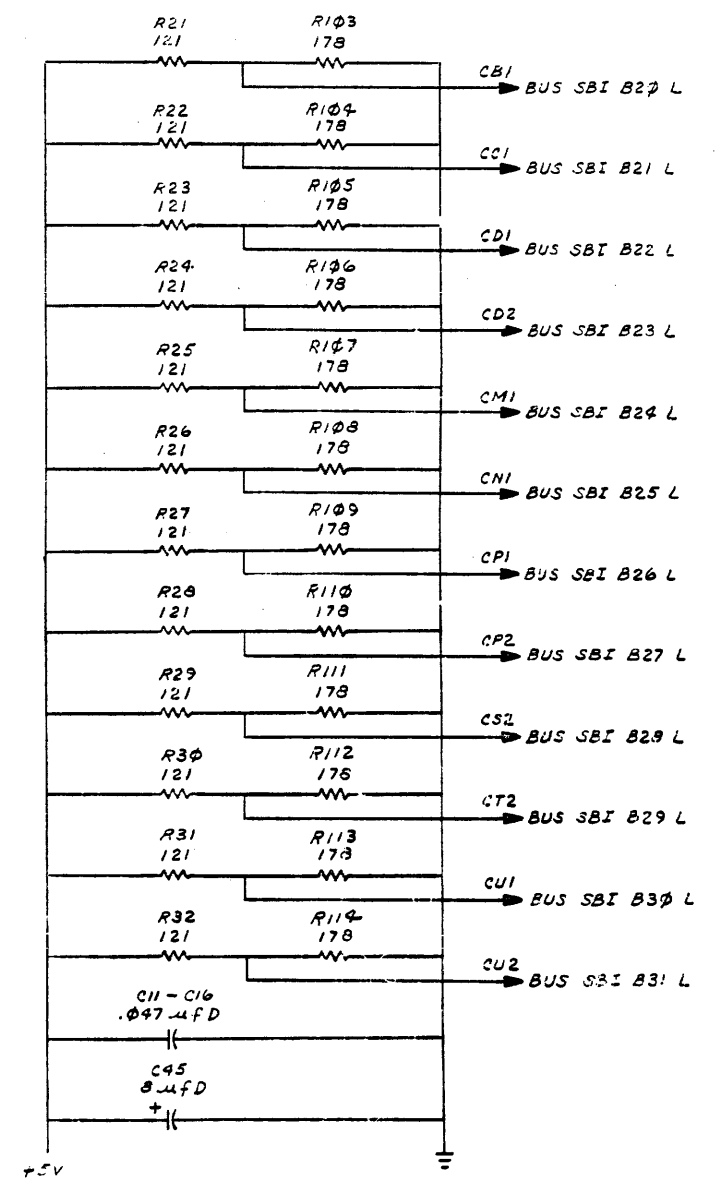 R21 R1Ø3
121 178
CB1
BUS SBI B2Ø L
R22 R1Ø4
121 178
CC1
BUS SBI B21 L
R23 R1Ø5
121 178
CD1
BUS SBI B22 L
R24 R1Ø6
121 178
CD2
BUS SBI B23 L
R25 R1Ø7
121 178
CM1
BUS SBI B24 L
R26 R1Ø8
121 178
CN1
BUS SBI B25 L
R27 R1Ø9
121 178
CP1
BUS SBI B26 L
R28 R11Ø
121 178
CP2
BUS SBI B27 L
R29 R111
121 178
CS2
BUS SBI B28 L
R3Ø R112
121 178
CT2
BUS SBI B29 L
R31 R113
121 178
CU1
BUS SBI B3Ø L
R32 R114
121 178
CU2
BUS SBI B31 L
C11 - C16
.Ø47 µfD
C45
8 µfD
+
+5V